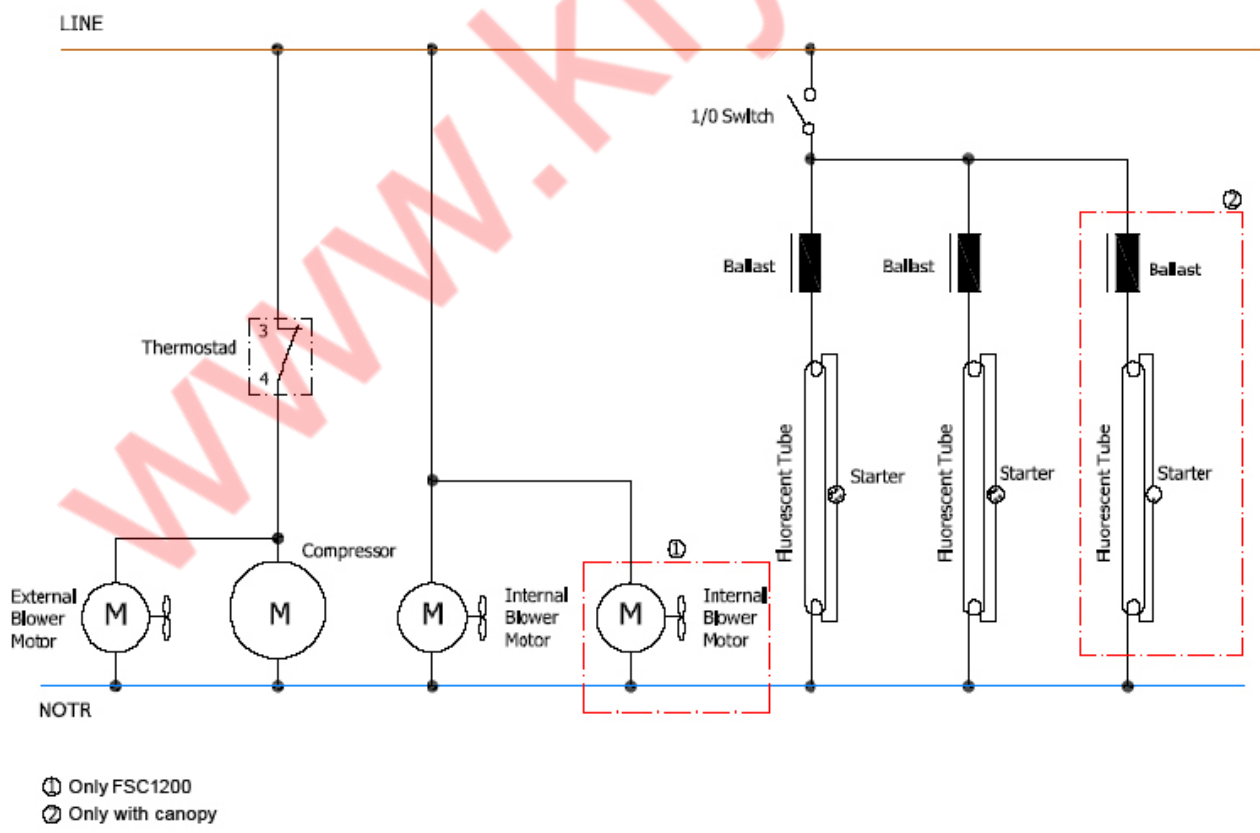 LINE
1/0 Switch
2
Ballast
Ballast
Ballast
3
Thermostad
4
Fluorescent Tube
Starter
Fluorescent Tube
Starter
Fluorescent Tube
Starter
Compressor
1
External
Blower
Motor
M
M
M
Internal
Blower
Motor
M
Internal
Blower
Motor
NOTR
1 Only FSC1200
2 Only with canopy